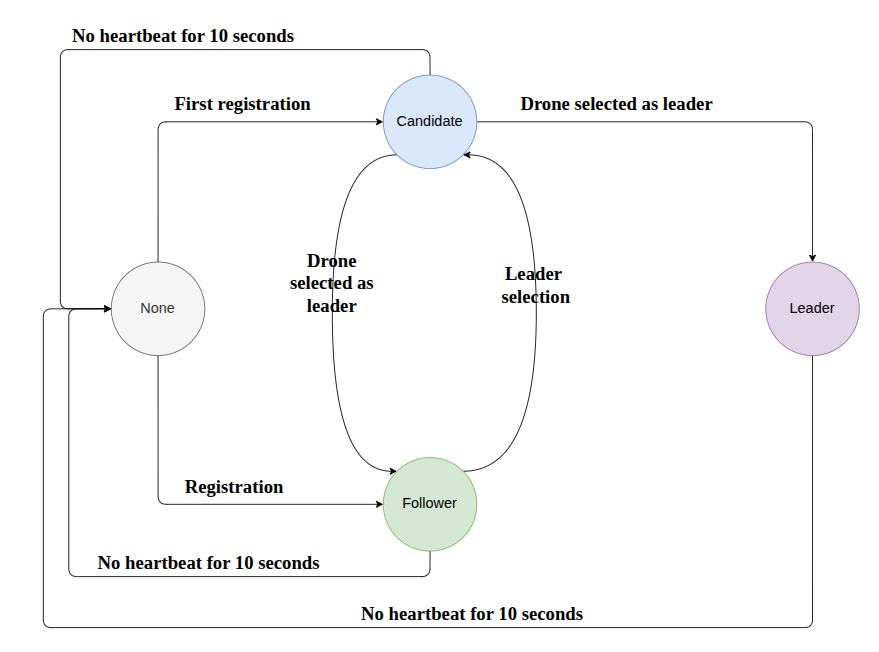 No heartbeat for 10 seconds
First registration
Candidate
Drone selected as leader
Drone
selected as
leader
Leader
selection
None
Leader
Registration
Follower
No heartbeat for 10 seconds
No heartbeat for 10 seconds